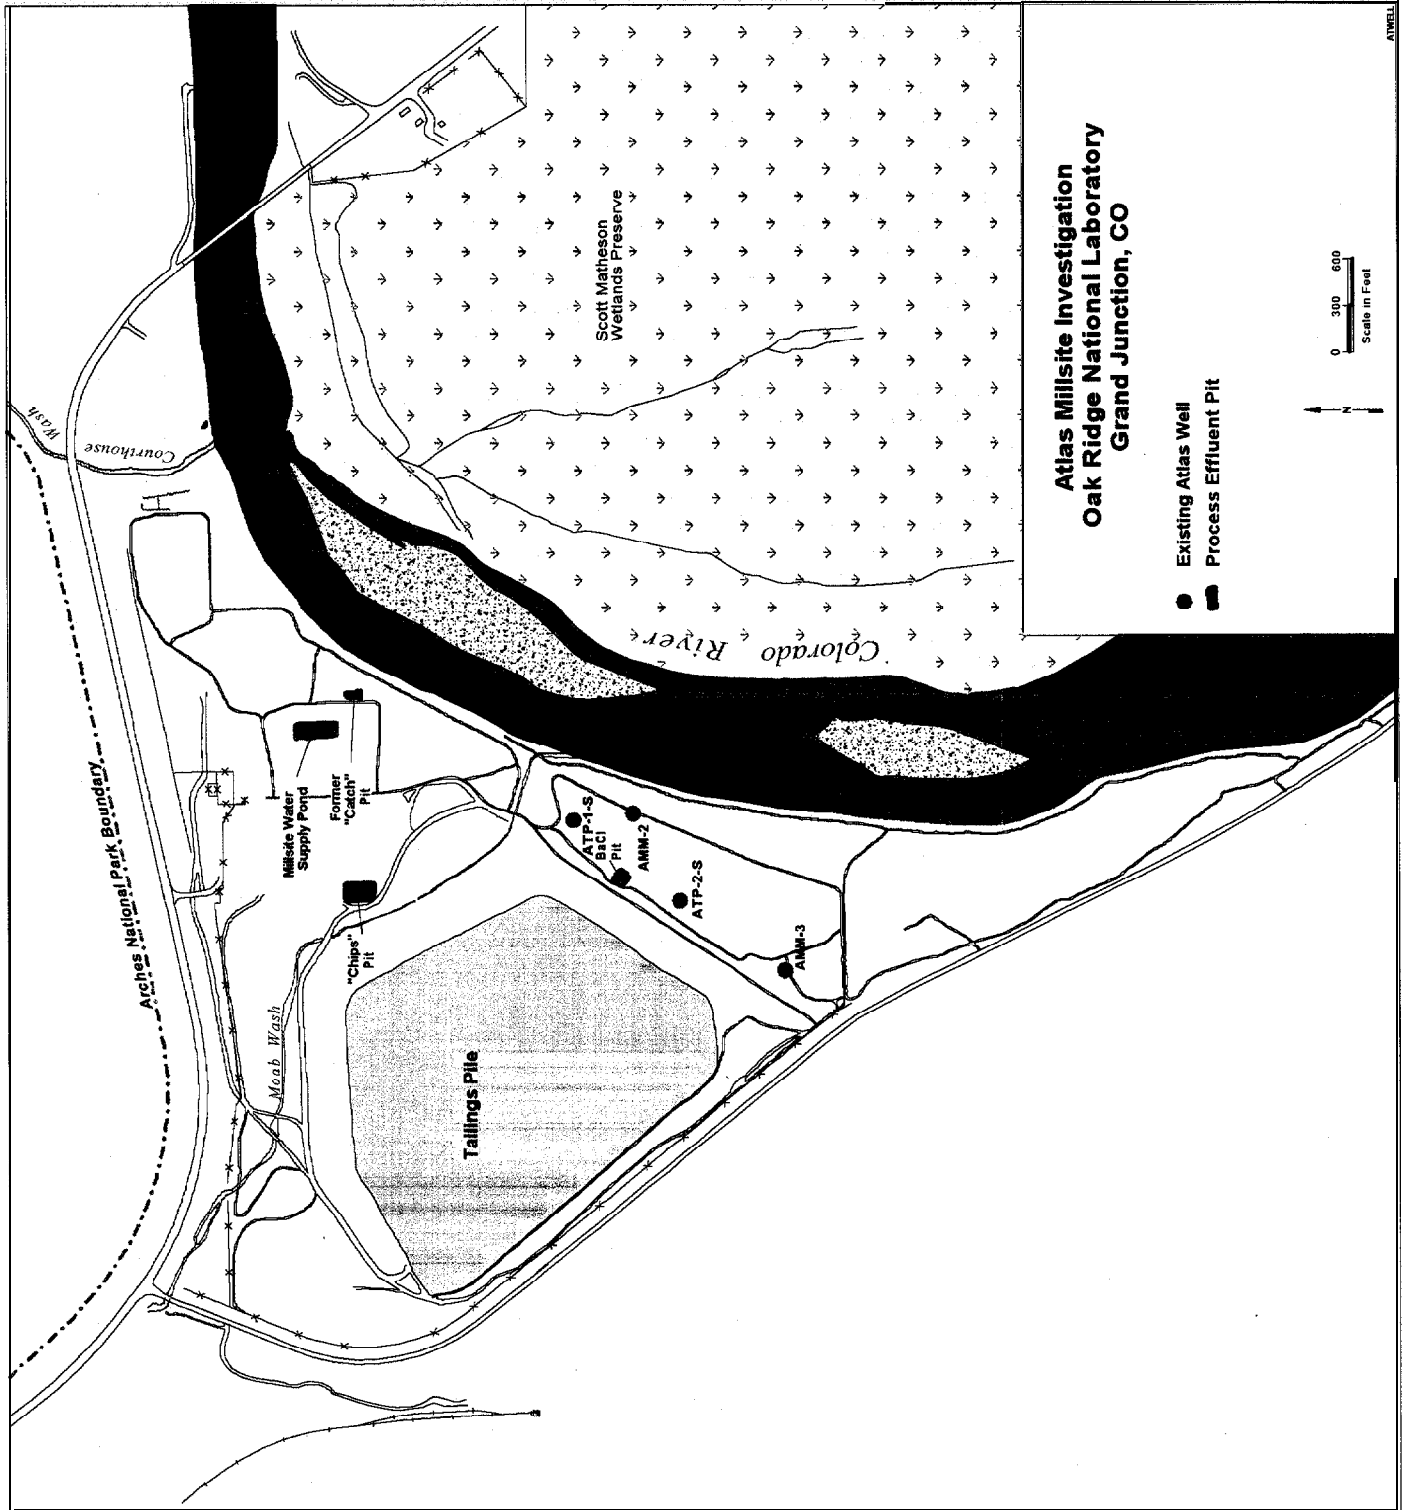 Arches National Park Boundary
Courthouse
Wash
Moab Wash
Millsite Water
Supply Pond
Former
"Catch"
Pit
"Chips"
Pit
Tailings Pile
ATP-1-S
BaCl
Pit
AMM-2
ATP-2-S
AMM-3
Colorado River
Scott Matheson
Wetlands Preserve
Atlas Millsite Investigation
Oak Ridge National Laboratory
Grand Junction, CO
Existing Atlas Well
Process Effluent Pit
N
0 300 600
Scale in Feet
ATWELL